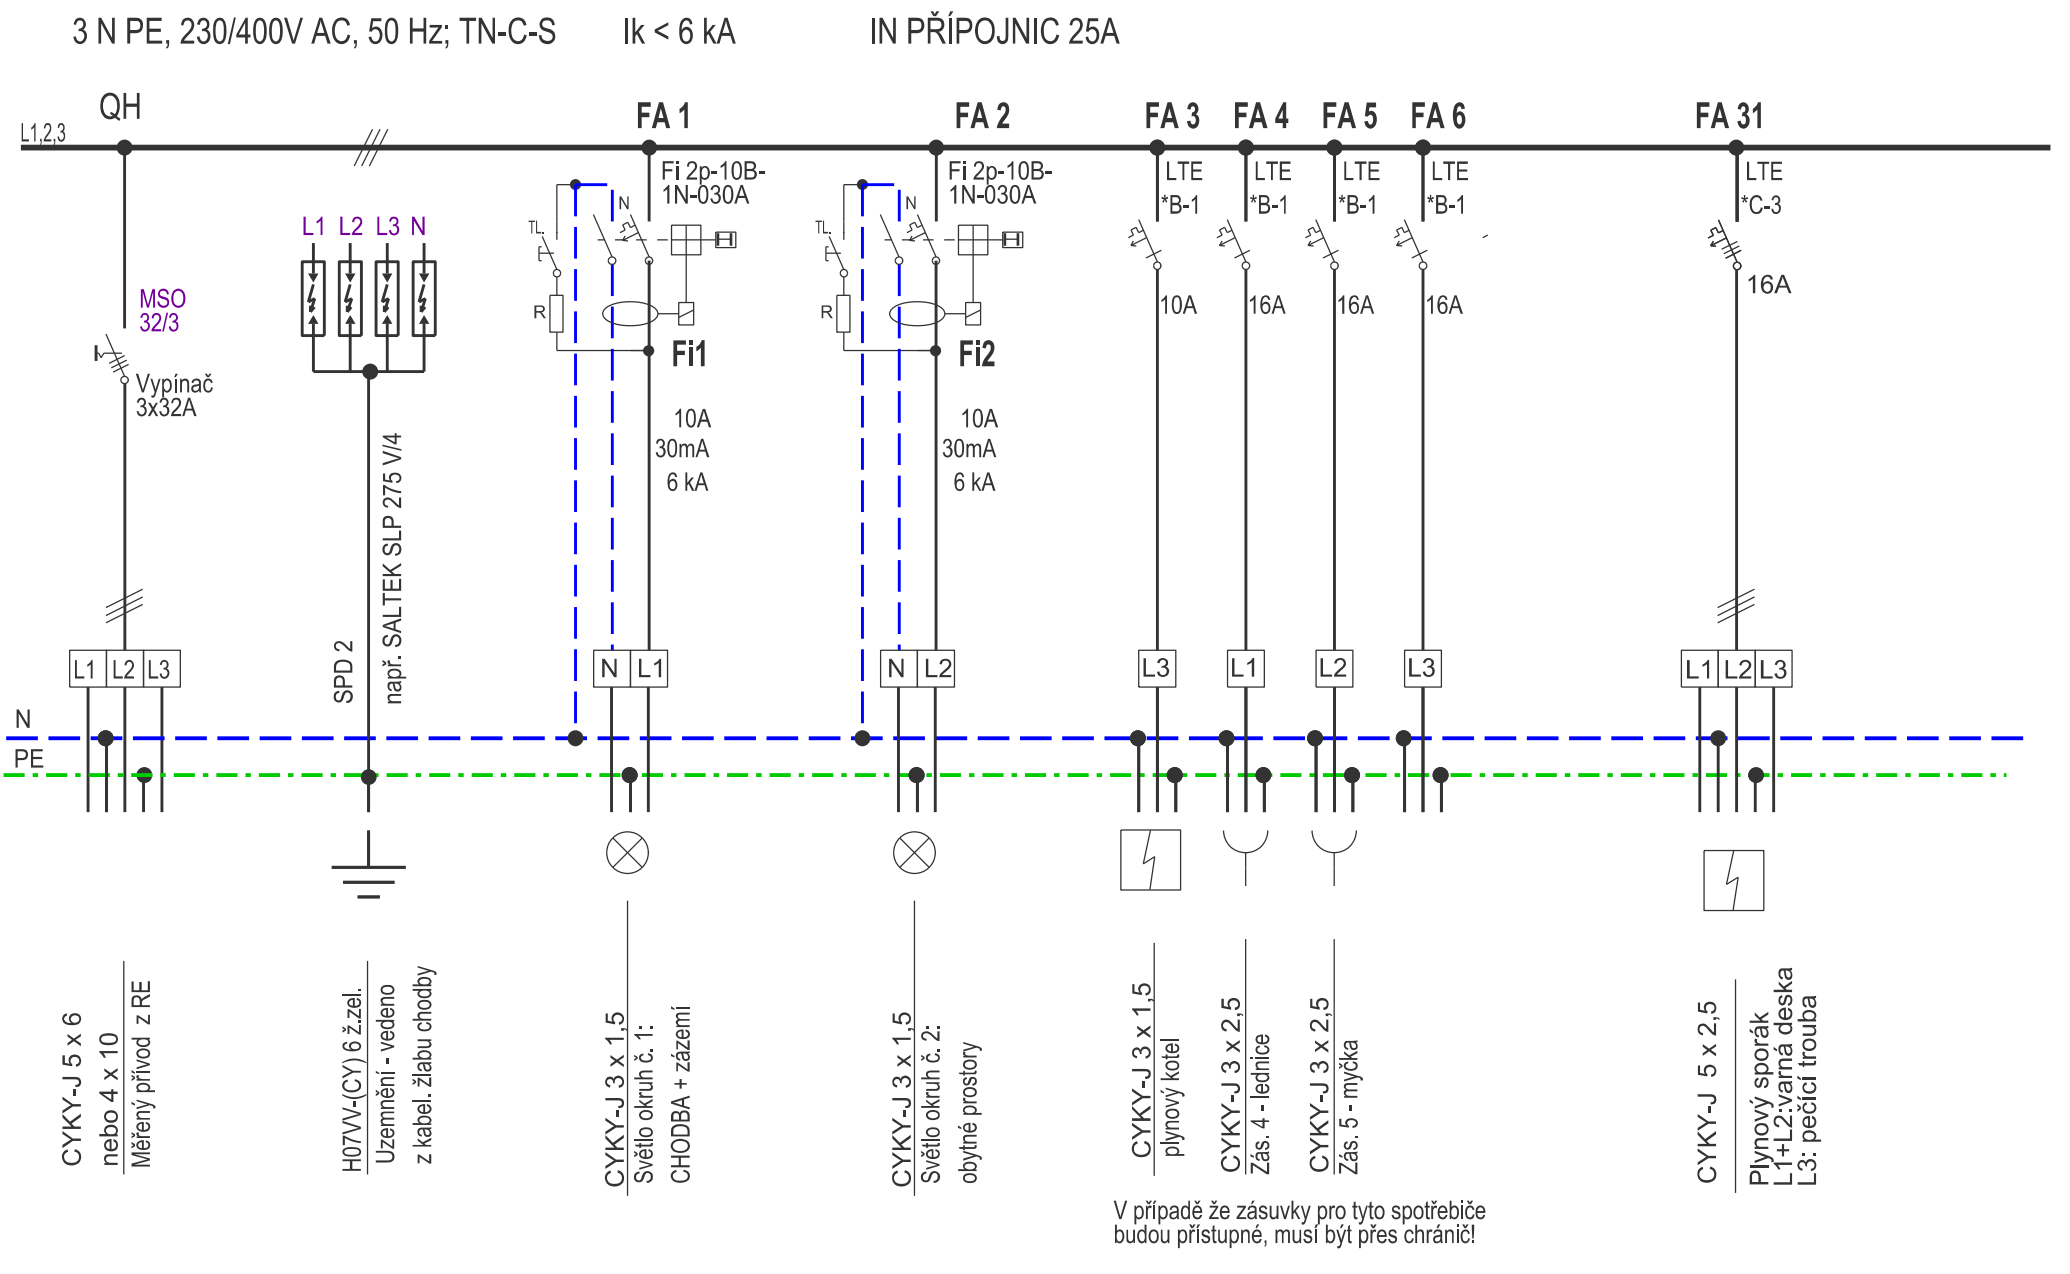 3 N PE, 230/400V AC, 50 Hz; TN-C-S
Ik < 6 kA
IN PŘÍPOJNIC 25A
QH
FA 1
FA 2
FA 3
FA 4
FA 5
FA 6
FA 31
L1,2,3
Fi 2p-10B-
1N-030A
Fi 2p-10B-
1N-030A
LTE
*B-1
LTE
*B-1
LTE
*B-1
LTE
*B-1
LTE
*C-3
L1 L2 L3 N
TL.
N
TL.
N
MSO
32/3
R
R
10A
16A
16A
16A
16A
Fi1
Fi2
Vypínač
3x32A
10A
30mA
6 kA
10A
30mA
6 kA
SPD 2
např. SALTEK SLP 275 V/4
L1 L2 L3
N L1
N L2
L3
L1
L2
L3
L1 L2 L3
N
PE
CYKY-J 5 x 6
nebo 4 x 10
Měřený přívod z RE
H07VV-(CY) 6 ž.zel.
Uzemnění - vedeno
z kabel. žlabu chodby
CYKY-J 3 x 1,5
Světlo okruh č. 1:
CHODBA + zázemí
CYKY-J 3 x 1,5
Světlo okruh č. 2:
obytné prostory
CYKY-J 3 x 1,5
plynový kotel
CYKY-J 3 x 2,5
Zás. 4 - lednice
CYKY-J 3 x 2,5
Zás. 5 - myčka
CYKY-J 5 x 2,5
Plynový sporák
L1+L2:varná deska
L3: pečící trouba
V případě že zásuvky pro tyto spotřebiče
budou přístupné, musí být přes chránič!